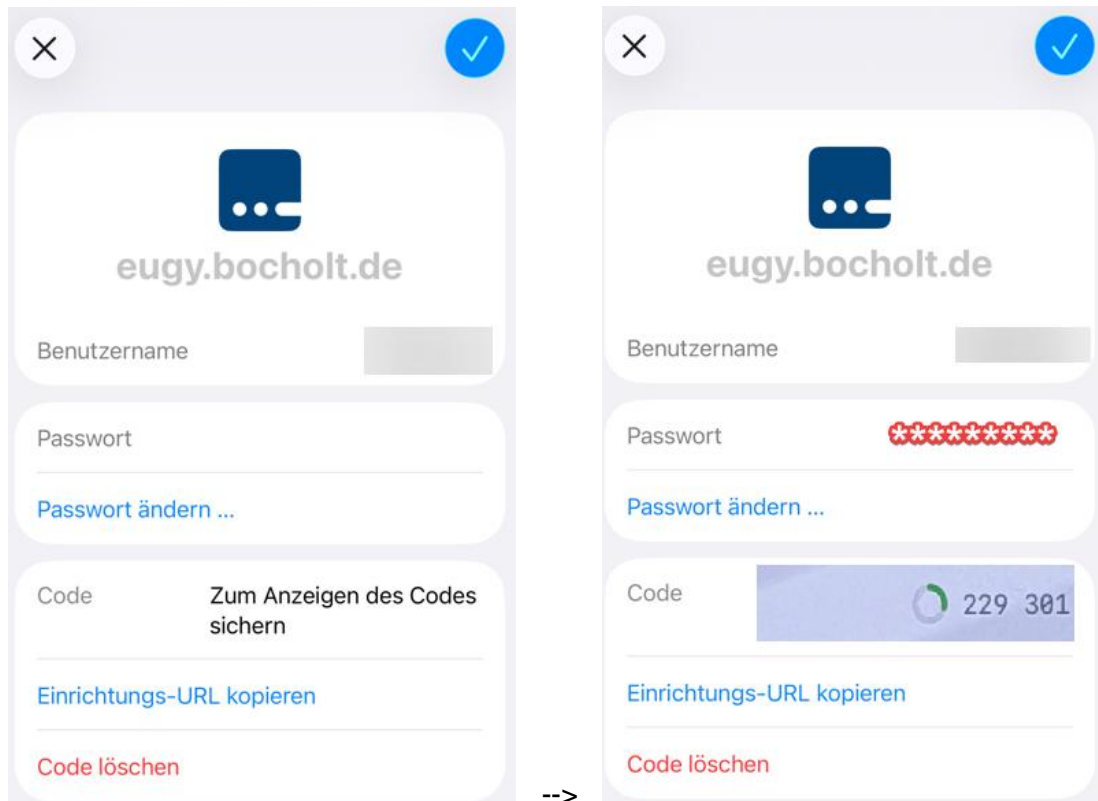 eugy.bocholt.de
Benutzername
Passwort
Passwort ändern ...
Code
Zum Anzeigen des Codes
sichern
Einrichtungs-URL kopieren
Code löschen
-->
eugy.bocholt.de
Benutzername
Passwort *********
Passwort ändern ...
Code 229 301
Einrichtungs-URL kopieren
Code löschen